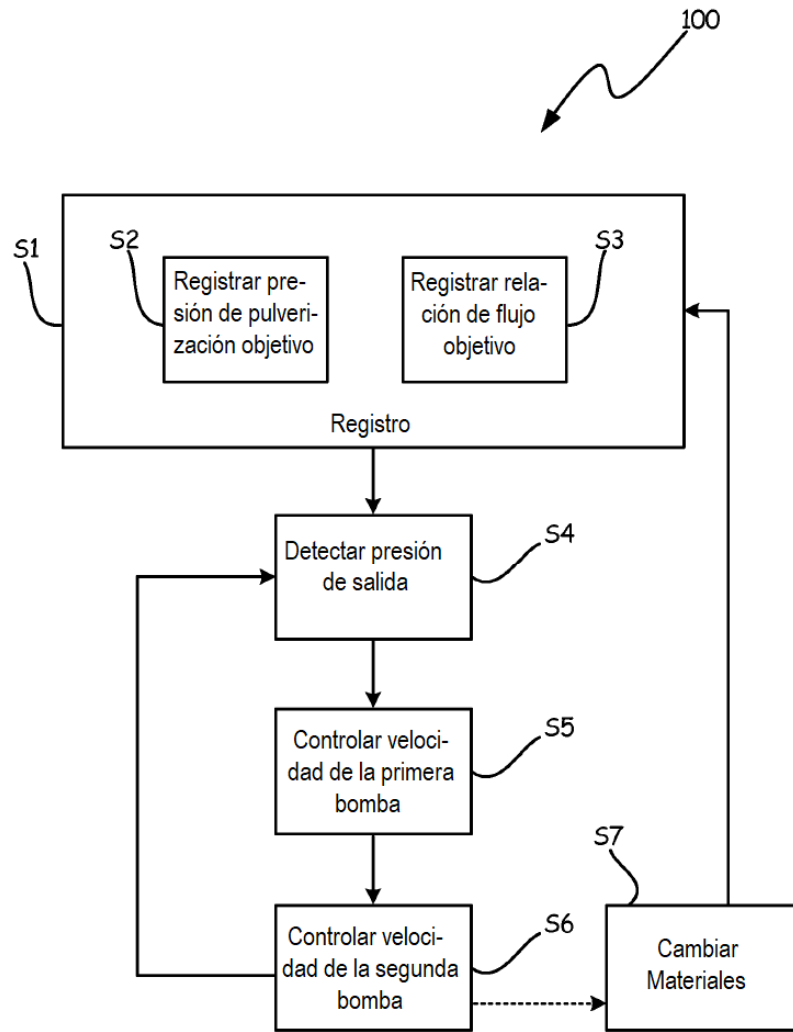 100
S1
S2
S3
Registrar pre-
sión de pulveri-
zación objetivo
Registrar rela-
ción de flujo
objetivo
Registro
Detectar presión
de salida
S4
Controlar veloci-
dad de la primera
bomba
S5
Controlar veloci-
dad de la segunda
bomba
S6
S7
Cambiar
Materiales